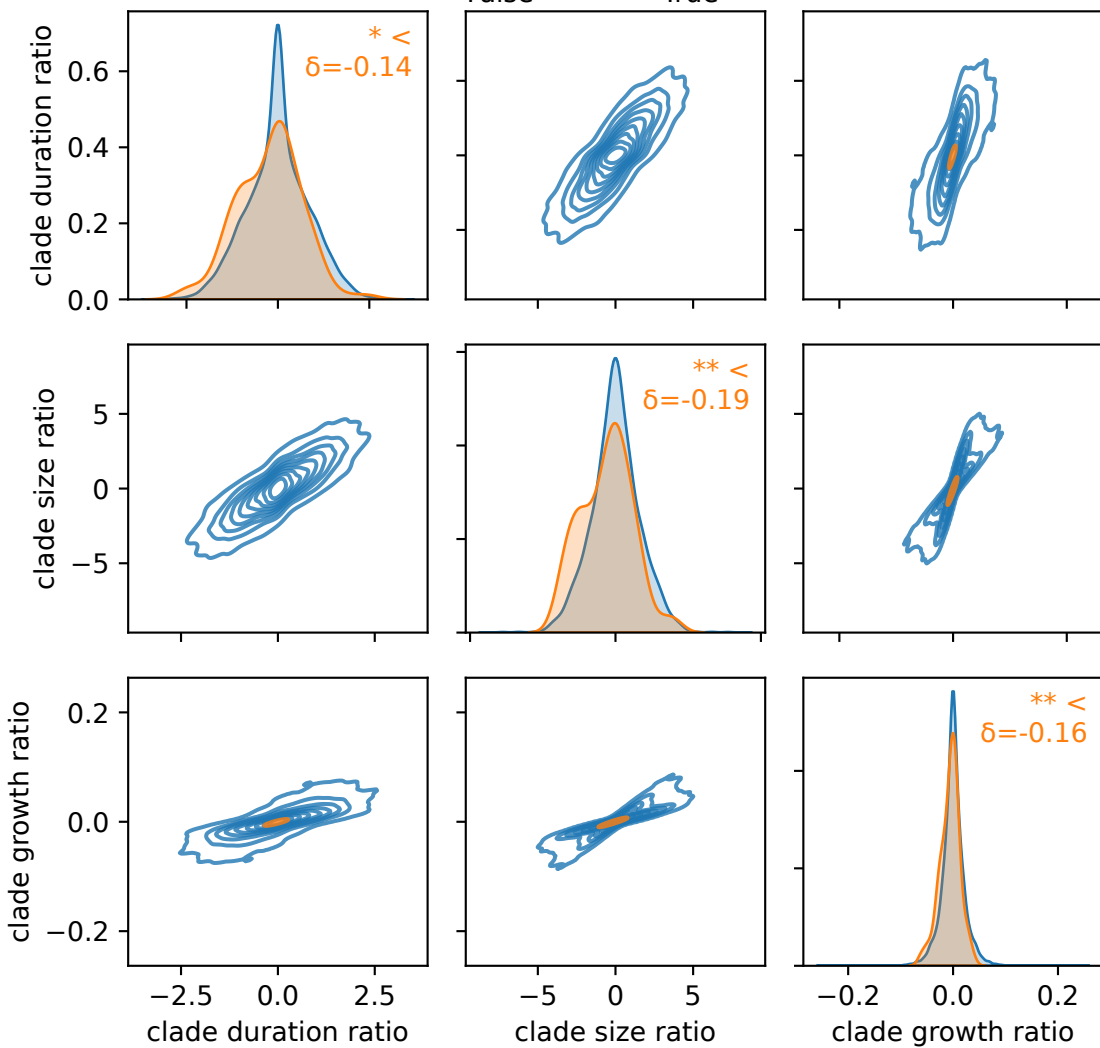 True
clade duration ratio
0.6
0.4
0.2
0.0
* <
δ=-0.14
clade size ratio
5
0
−5
** <
δ=-0.19
clade growth ratio
0.2
0.0
−0.2
** <
δ=-0.16
−2.5 0.0 2.5
−5 0 5
−0.2 0.0 0.2
clade duration ratio
clade size ratio
clade growth ratio